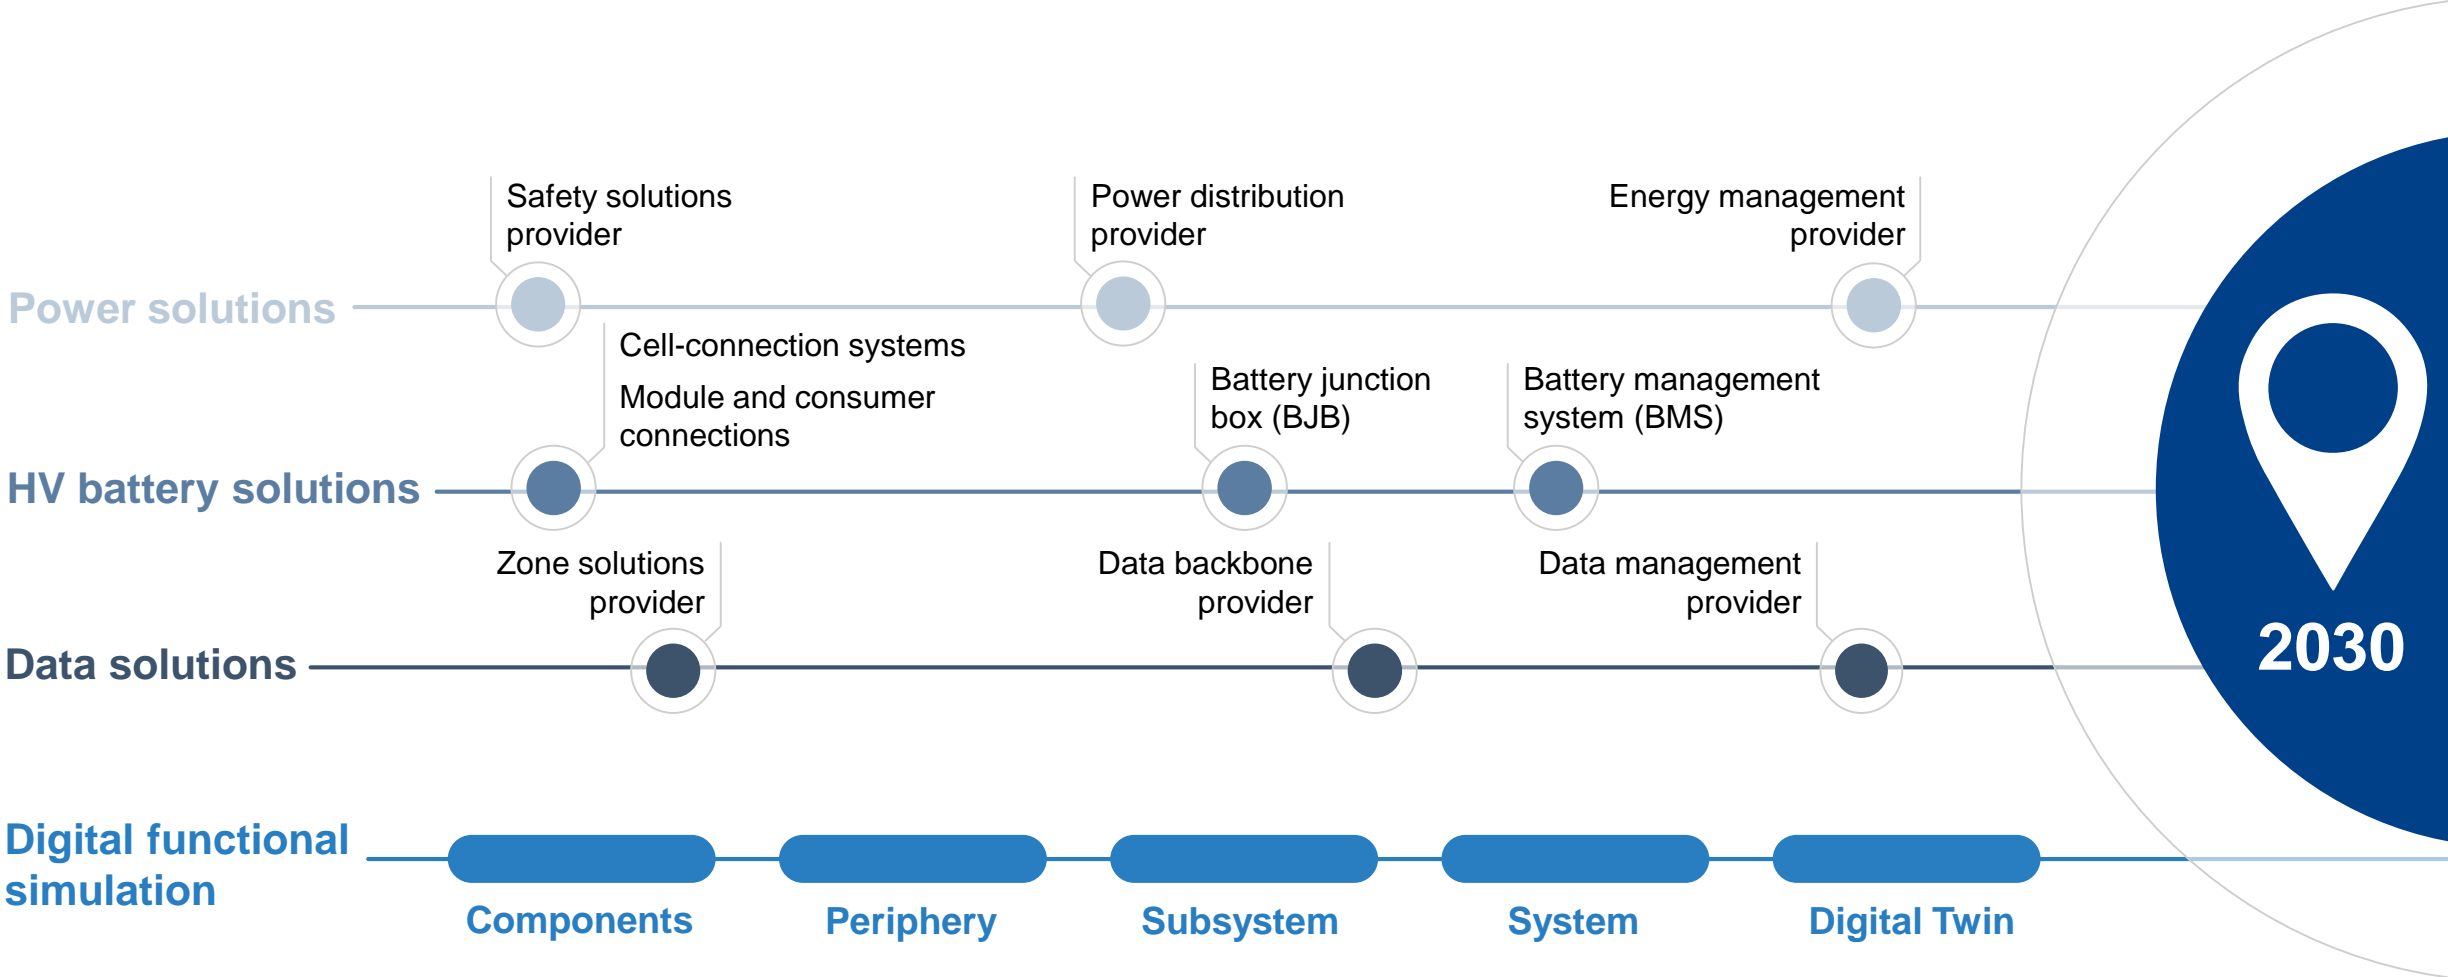 Safety solutions
provider
Power distribution
provider
Energy management
provider
Power solutions
Cell-connection systems
Module and consumer
connections
Battery junction
box (BJB)
Battery management
system (BMS)
HV battery solutions
Zone solutions
provider
Data backbone
provider
Data management
provider
Data solutions
2030
Digital functional
simulation
Components
Periphery
Subsystem
System
Digital Twin